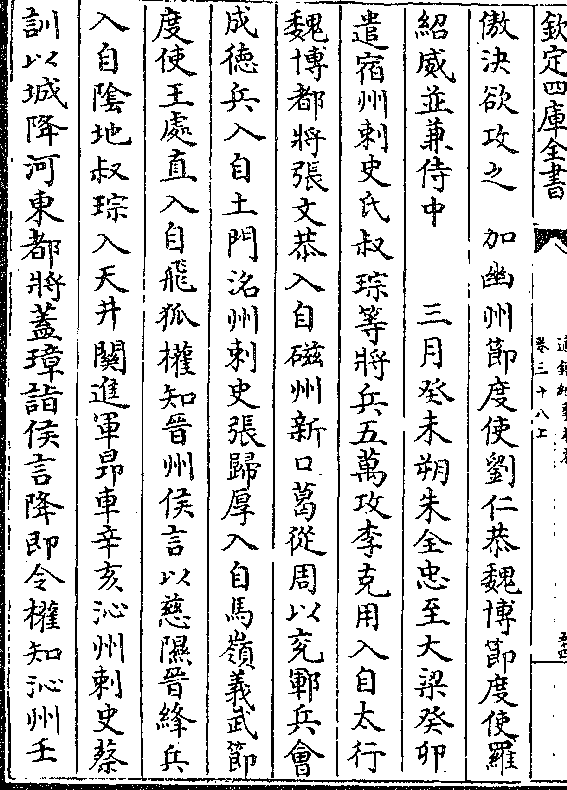 欽定四庫全書
卷三十八上
傲決欲攻之　加幽州節度使劉仁恭魏博節度使羅
紹威並兼侍中　三月癸未朔朱全忠至大梁癸卯
遣宿州刺史氏叔琮等將兵五萬攻李克用入自太行
魏博都將張文恭入自磁州新口葛從周以兖鄆兵會
成德兵入自土門洺州刺史張歸厚入自馬嶺義武節
度使王處直入自飛狐權知晉州侯言以慈隰晉絳兵
入自隂地叔琮入天井關進軍昂車辛亥沁州刺史蔡
訓以城降河東都將蓋璋詣侯言降即令權知沁州壬